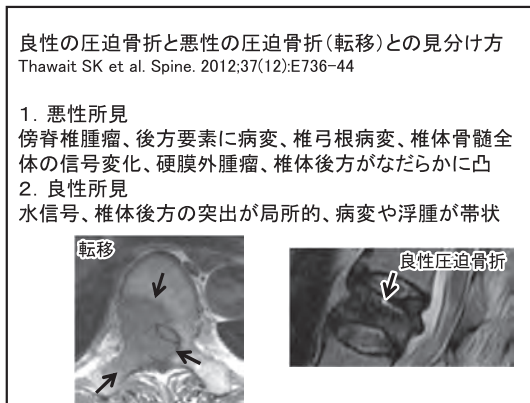 良性の圧迫骨折と悪性の圧迫骨折（転移）との見分け方
Thawait SK et al. Spine. 2012;37(12):E736-44
1．悪性所見
傍脊椎腫瘤、後方要素に病変、椎弓根病変、椎体骨髄全
体の信号変化、硬膜外腫瘤、椎体後方がなだらかに凸
2．良性所見
水信号、椎体後方の突出が局所的、病変や浮腫が帯状
転移
良性圧迫骨折